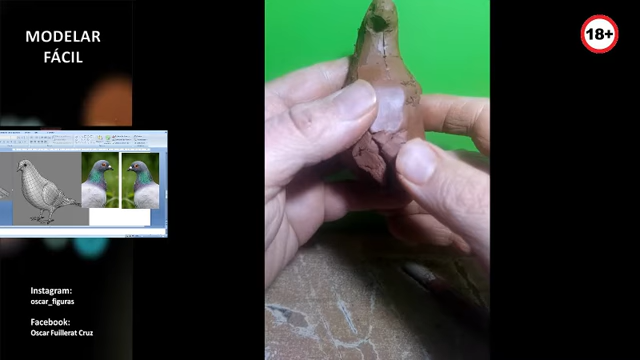 MODELAR
FÁCIL
18+
Instagram:
oscar_figuras
Facebook:
Oscar Fuillerat Cruz